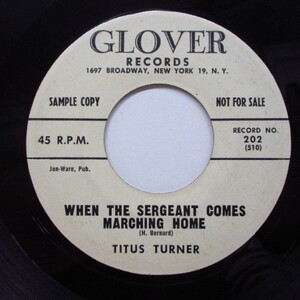 GLOVER
RECORDS
1697 BROADWAY, NEW YORK 19, N. Y.
SAMPLE COPY
NOT FOR SALE
45 R.P.M.
RECORD NO.
202
(510)
Jon-Ware, Pub.
WHEN THE SERGEANT COMES
MARCHING HOME
(H. Bernard)
TITUS TURNER